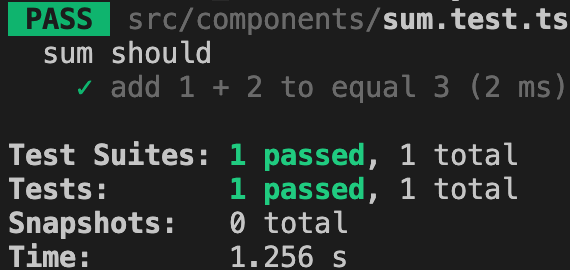 PASS src/components/sum.test.ts
sum should
✓ add 1 + 2 to equal 3 (2 ms)
Test Suites: 1 passed, 1 total
Tests: 1 passed, 1 total
Snapshots: 0 total
Time: 1.256 s